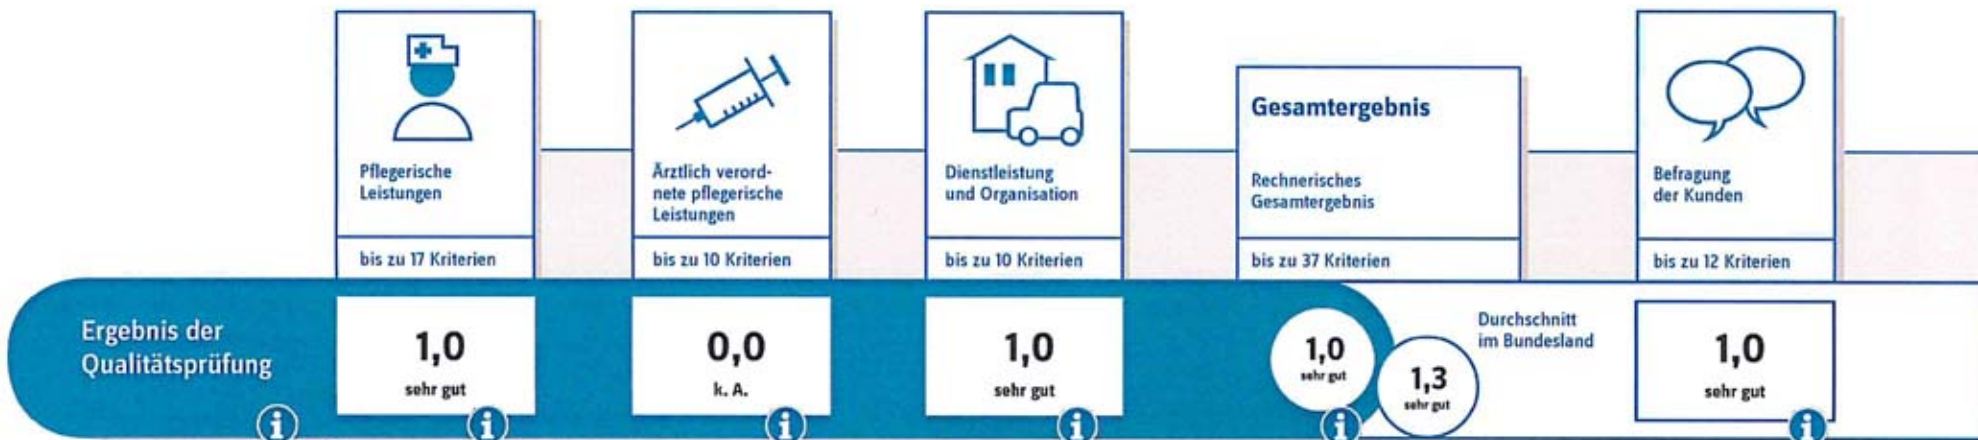 Pflegerische
Leistungen
bis zu 17 Kriterien
Ärztlich verord-
nete pflegerische
Leistungen
bis zu 10 Kriterien
Dienstleistung
und Organisation
bis zu 10 Kriterien
Gesamtergebnis
Rechnerisches
Gesamtergebnis
bis zu 37 Kriterien
Befragung
der Kunden
bis zu 12 Kriterien
Ergebnis der
Qualitätsprüfung
1,0
sehr gut
0,0
k. A.
1,0
sehr gut
1,0
sehr gut
1,3
sehr gut
Durchschnitt
im Bundesland
1,0
sehr gut